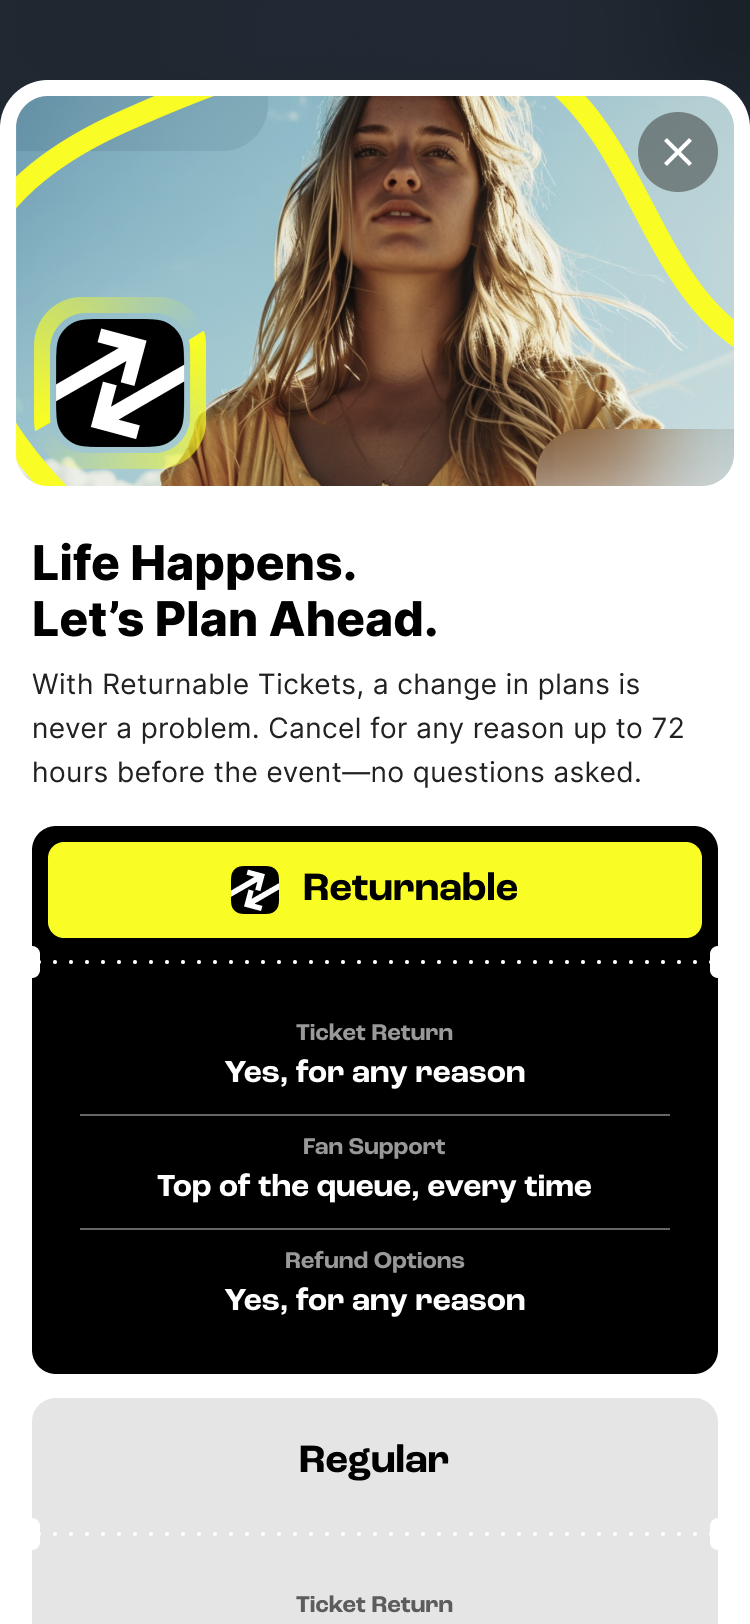 Life Happens.
Let’s Plan Ahead.
With Returnable Tickets, a change in plans is
never a problem. Cancel for any reason up to 72
hours before the event—no questions asked.
Returnable
Ticket Return
Yes, for any reason
Fan Support
Top of the queue, every time
Refund Options
Yes, for any reason
Regular
Ticket Return